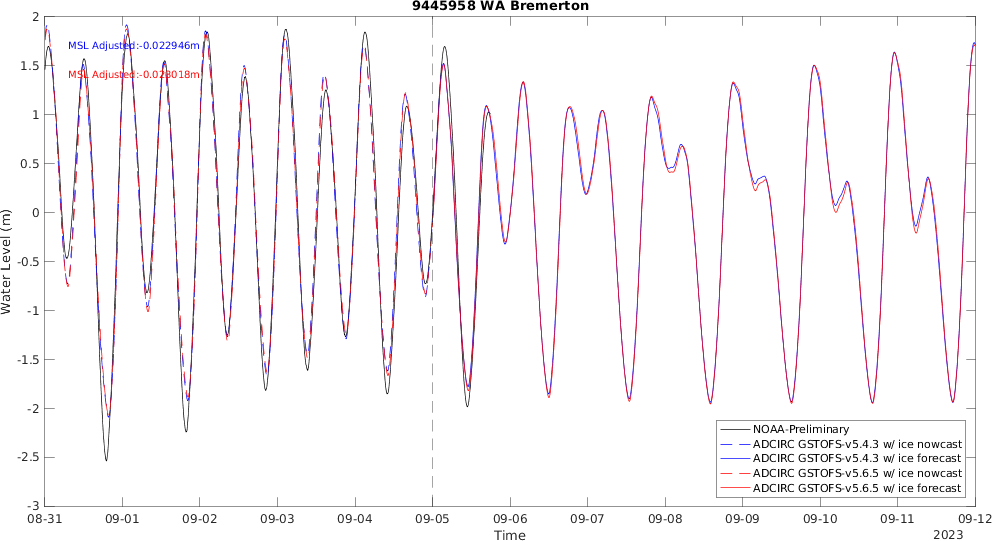 9445958 WA Bremerton
MSL Adjusted:-0.022946m
MSL Adjusted:-0.028018m
Water Level (m)
2
1.5
1
0.5
0
-0.5
-1
-1.5
-2
-2.5
-3
NOAA-Preliminary
ADCIRC GSTOFS-v5.4.3 w/ ice nowcast
ADCIRC GSTOFS-v5.4.3 w/ ice forecast
ADCIRC GSTOFS-v5.6.5 w/ ice nowcast
ADCIRC GSTOFS-v5.6.5 w/ ice forecast
08-31 09-01 09-02 09-03 09-04 09-05 09-06 09-07 09-08 09-09 09-10 09-11 09-12
Time
2023